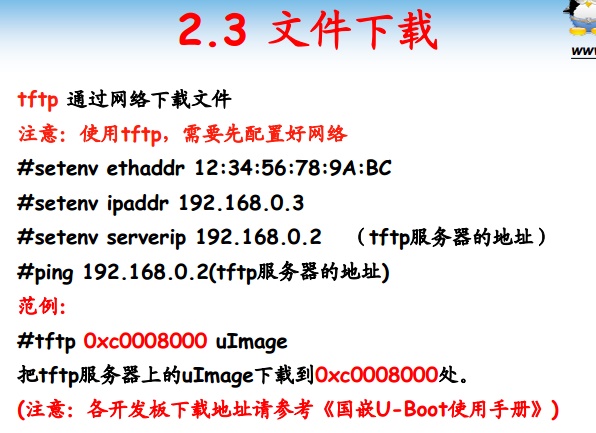 2.3 文件下载
www
tftp 通过网络下载文件
注意：使用tftp，需要先配置好网络
#setenv ethaddr 12:34:56:78:9A:BC
#setenv ipaddr 192.168.0.3
#setenv serverip 192.168.0.2 （tftp服务器的地址）
#ping 192.168.0.2(tftp服务器的地址)
范例：
#tftp 0xc0008000 uImage
把tftp服务器上的uImage下载到0xc0008000处。
(注意：各开发板下载地址请参考《国嵌U-Boot使用手册》)